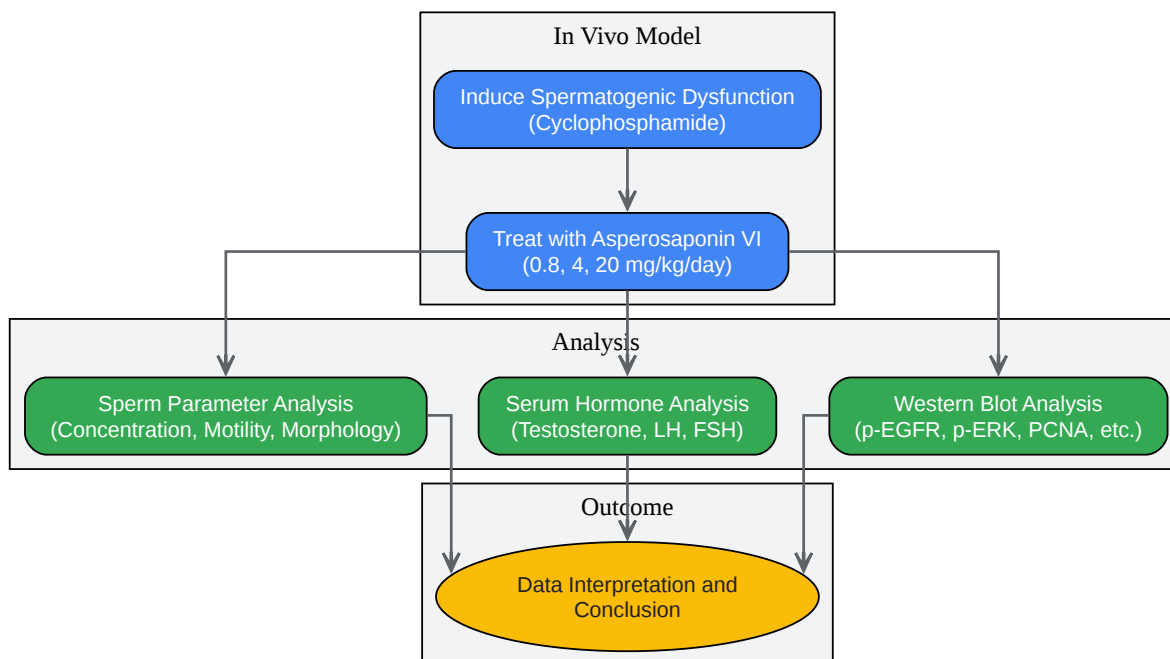 In Vivo Model
Induce Spermatogenic Dysfunction
(Cyclophosphamide)
Treat with Asperosaponin VI
(0.8, 4, 20 mg/kg/day)
Analysis
Sperm Parameter Analysis
(Concentration, Motility, Morphology)
Serum Hormone Analysis
(Testosterone, LH, FSH)
Western Blot Analysis
(p-EGFR, p-ERK, PCNA, etc.)
Outcome
Data Interpretation and
Conclusion